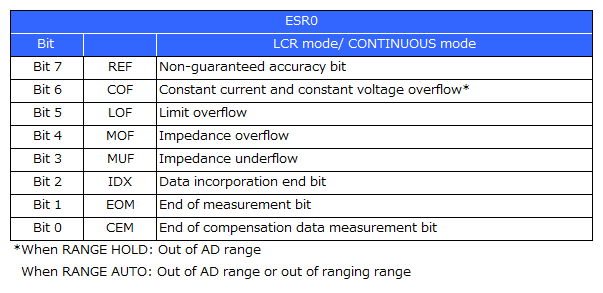 ESR0
Bit LCR mode/ CONTINUOUS mode
Bit 7 REF Non-guaranteed accuracy bit
Bit 6 COF Constant current and constant voltage overflow*
Bit 5 LOF Limit overflow
Bit 4 MOF Impedance overflow
Bit 3 MUF Impedance underflow
Bit 2 IDX Data incorporation end bit
Bit 1 EOM End of measurement bit
Bit 0 CEM End of compensation data measurement bit
*When RANGE HOLD: Out of AD range
When RANGE AUTO: Out of AD range or out of ranging range